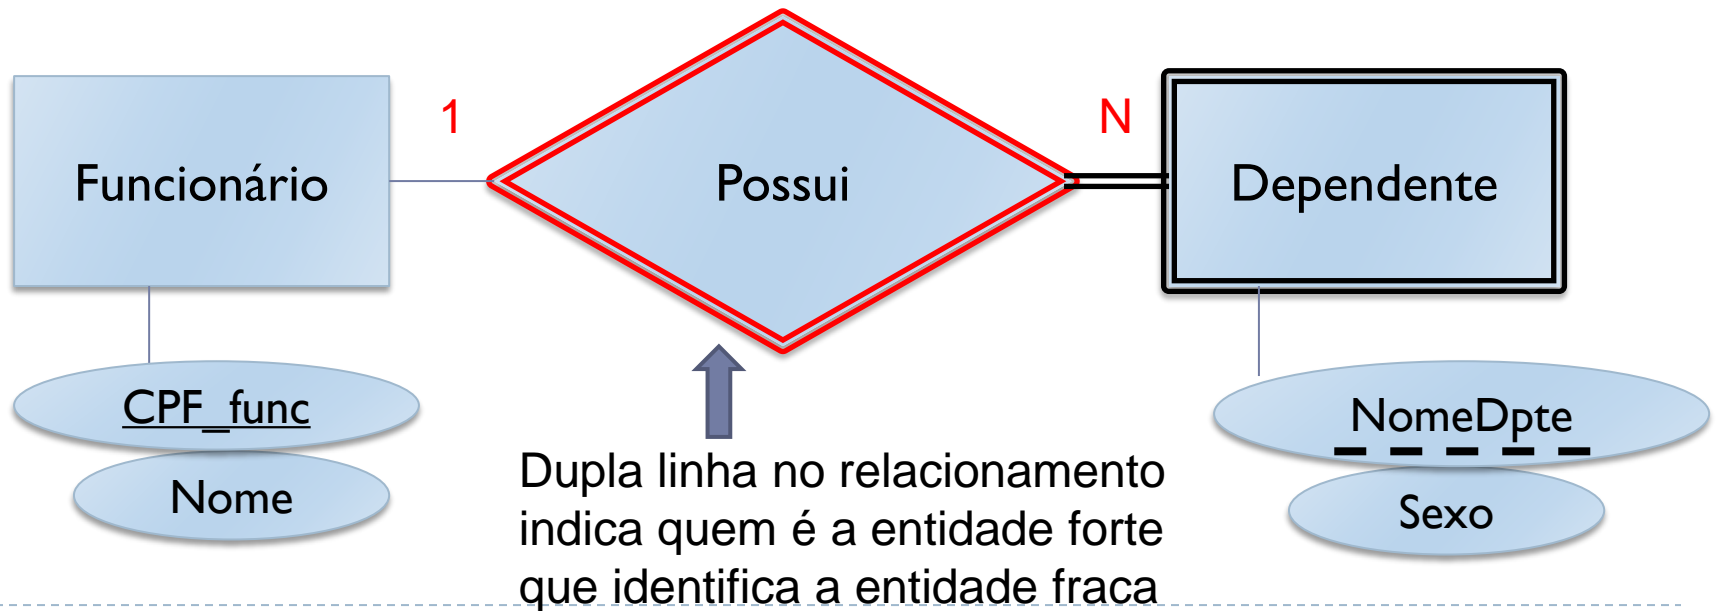 1
N
Funcionário
Possui
Dependente
CPF_func
Nome
NomeDpte
Sexo
Dupla linha no relacionamento
indica quem é a entidade forte
que identifica a entidade fraca